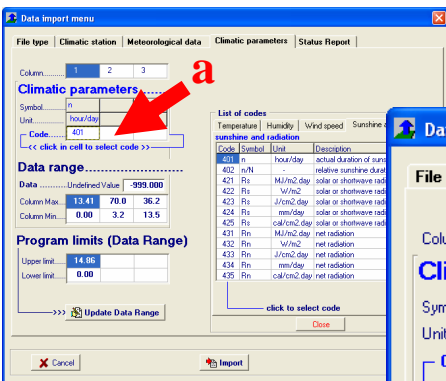 Data import menu
File type Climatic station Meteorological data Climatic parameters Status Report
Column........ 1 2 3
Climatic parameters
Symbol... n
Unit........ hour/day
Code...... 401
<< click in cell to select code >>
Data range
Data ........... Undefined Value -999.000
Column Max... 13.41 70.0 36.2
Column Min... 0.00 3.2 13.5
Program limits (Data Range)
Upper limit..... 14.86
Lower limit..... 0.00
------>>> Update Data Range
Cancel
Import
a
List of codes
Temperature Humidity Wind speed Sunshine a
sunshine and radiation
Code Symbol Unit Description
401 n hour/day actual duration of suns
402 n/N - relative sunshine durat
421 Rs MJ/m2.day solar or shortwave radi
422 Rs W/m2 solar or shortwave radi
423 Rs J/cm2.day solar or shortwave radi
424 Rs mm/day solar or shortwave radi
425 Rs cal/cm2.day solar or shortwave radi
431 Rn MJ/m2.day net radiation
432 Rn W/m2 net radiation
433 Rn J/cm2.day net radiation
434 Rn mm/day net radiation
435 Rn cal/cm2.day net radiation
click to select code
Close
Da
File
Colu
Cli
Sym
Unit